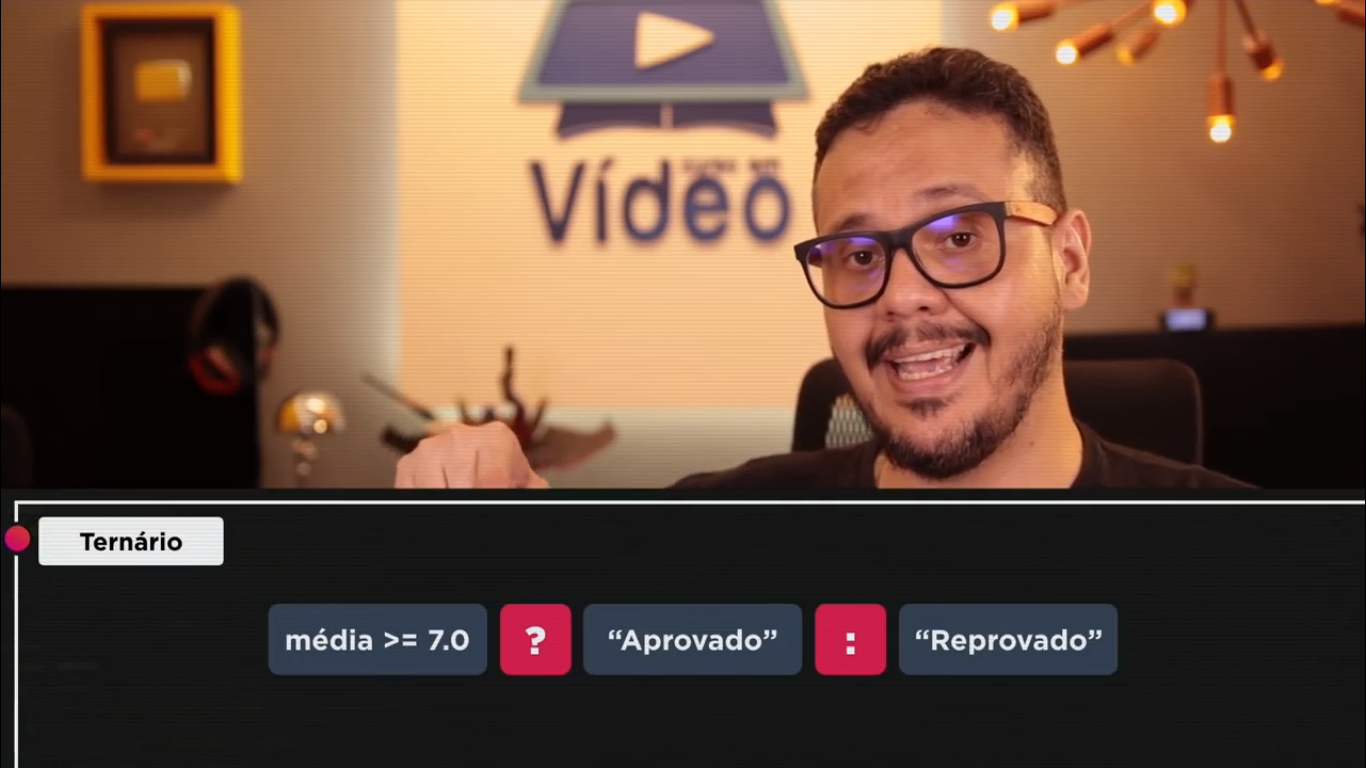 Vídeo
Ternário
média >= 7.0 ? “Aprovado” : “Reprovado”